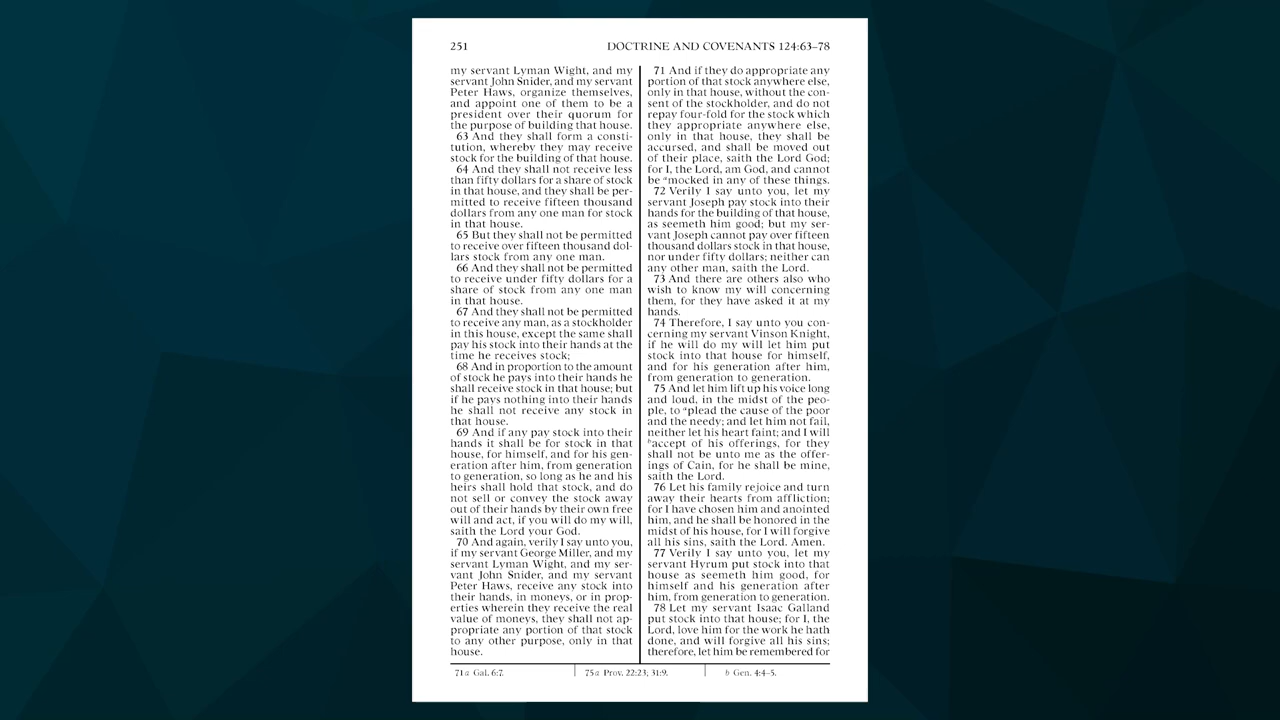 251
DOCTRINE AND COVENANTS 124:63–78
my servant Lyman Wight, and my
servant John Snider, and my servant
Peter Haws, organize themselves,
and appoint one of them to be a
president over their quorum for
the purpose of building that house.
63 And they shall form a consti-
tution, whereby they may receive
stock for the building of that house.
64 And they shall not receive less
than fifty dollars for a share of stock
in that house, and they shall be per-
mitted to receive fifteen thousand
dollars from any one man for stock
in that house.
65 But they shall not be permitted
to receive over fifteen thousand dol-
lars stock from any one man.
66 And they shall not be permitted
to receive under fifty dollars for a
share of stock from any one man
in that house.
67 And they shall not be permitted
to receive any man, as a stockholder
in this house, except the same shall
pay his stock into their hands at the
time he receives stock;
68 And in proportion to the amount
of stock he pays into their hands he
shall receive stock in that house; but
if he pays nothing into their hands
he shall not receive any stock in
that house.
69 And if any pay stock into their
hands it shall be for stock in that
house, for himself, and for his gen-
eration after him, from generation
to generation, so long as he and his
heirs shall hold that stock, and do
not sell or convey the stock away
out of their hands by their own free
will and act, if you will do my will,
saith the Lord your God.
70 And again, verily I say unto you,
if my servant George Miller, and my
servant Lyman Wight, and my ser-
vant John Snider, and my servant
Peter Haws, receive any stock into
their hands, in moneys, or in prop-
erties wherein they receive the real
value of moneys, they shall not ap-
propriate any portion of that stock
to any other purpose, only in that
house.
71 And if they do appropriate any
portion of that stock anywhere else,
only in that house, without the con-
sent of the stockholder, and do not
repay four-fold for the stock which
they appropriate anywhere else,
only in that house, they shall be
accursed, and shall be moved out
of their place, saith the Lord God;
for I, the Lord, am God, and cannot
be amocked in any of these things.
72 Verily I say unto you, let my
servant Joseph pay stock into their
hands for the building of that house,
as seemeth him good; but my ser-
vant Joseph cannot pay over fifteen
thousand dollars stock in that house,
nor under fifty dollars; neither can
any other man, saith the Lord.
73 And there are others also who
wish to know my will concerning
them, for they have asked it at my
hands.
74 Therefore, I say unto you con-
cerning my servant Vinson Knight,
if he will do my will let him put
stock into that house for himself,
and for his generation after him,
from generation to generation.
75 And let him lift up his voice long
and loud, in the midst of the peo-
ple, to aplead the cause of the poor
and the needy; and let him not fail,
neither let his heart faint; and I will
baccept of his offerings, for they
shall not be unto me as the offer-
ings of Cain, for he shall be mine,
saith the Lord.
76 Let his family rejoice and turn
away their hearts from affliction;
for I have chosen him and anointed
him, and he shall be honored in the
midst of his house, for I will forgive
all his sins, saith the Lord. Amen.
77 Verily I say unto you, let my
servant Hyrum put stock into that
house as seemeth him good, for
himself and his generation after
him, from generation to generation.
78 Let my servant Isaac Galland
put stock into that house; for I, the
Lord, love him for the work he hath
done, and will forgive all his sins;
therefore, let him be remembered for
71a Gal. 6:7.
75a Prov. 22:23; 31:9.
b Gen. 4:4–5.